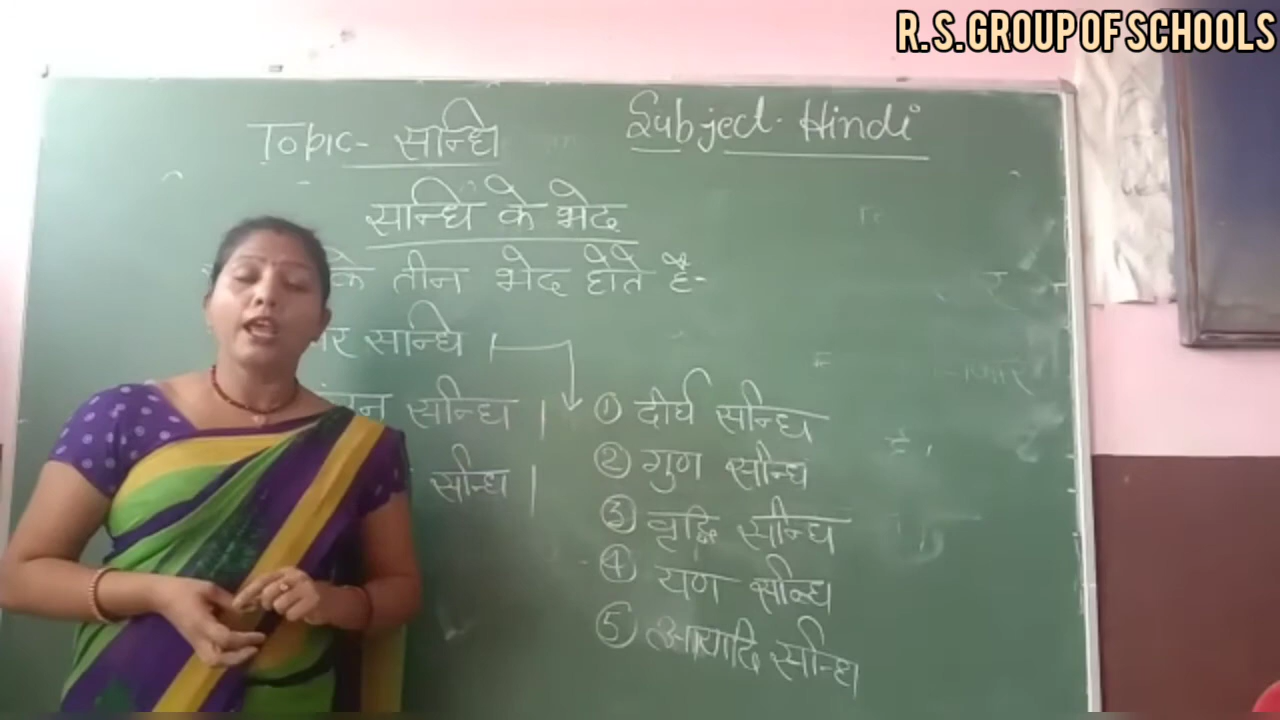 R. S. GROUP OF SCHOOLS
Topic- सन्धि
Subject- Hindi
सन्धि के भेद
के तीन भेद होते है-
सन्धि
सन्धि |
सन्धि |
① दीर्घ सन्धि
② गुण सन्धि
③ वृद्धि सन्धि
④ यण सन्धि
⑤ सन्धि